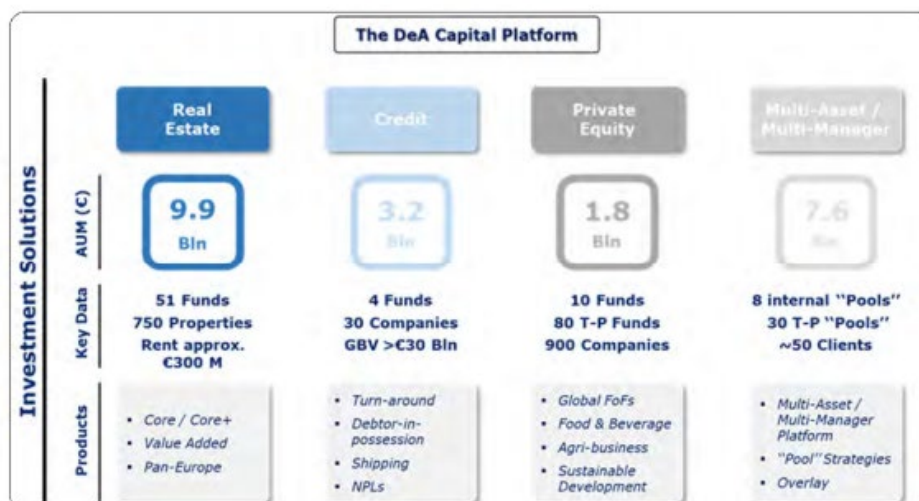 The DeA Capital Platform
Investment Solutions
Real
Estate
Credit
Private
Equity
Multi-Asset /
Multi-Manager
AUM (€)
9.9
Bln
3.2
Bln
1.8
Bln
7.6
Bln
Key Data
51 Funds
750 Properties
Rent approx.
€300 M
4 Funds
30 Companies
GBV >€30 Bln
10 Funds
80 T-P Funds
900 Companies
8 internal "Pools"
30 T-P "Pools"
~50 Clients
Products
• Core / Core+
• Value Added
• Pan-Europe
• Turn-around
• Debtor-in-
possession
• Shipping
• NPLs
• Global FoFs
• Food & Beverage
• Agri-business
• Sustainable
Development
• Multi-Asset /
Multi-Manager
Platform
• "Pool" Strategies
• Overlay